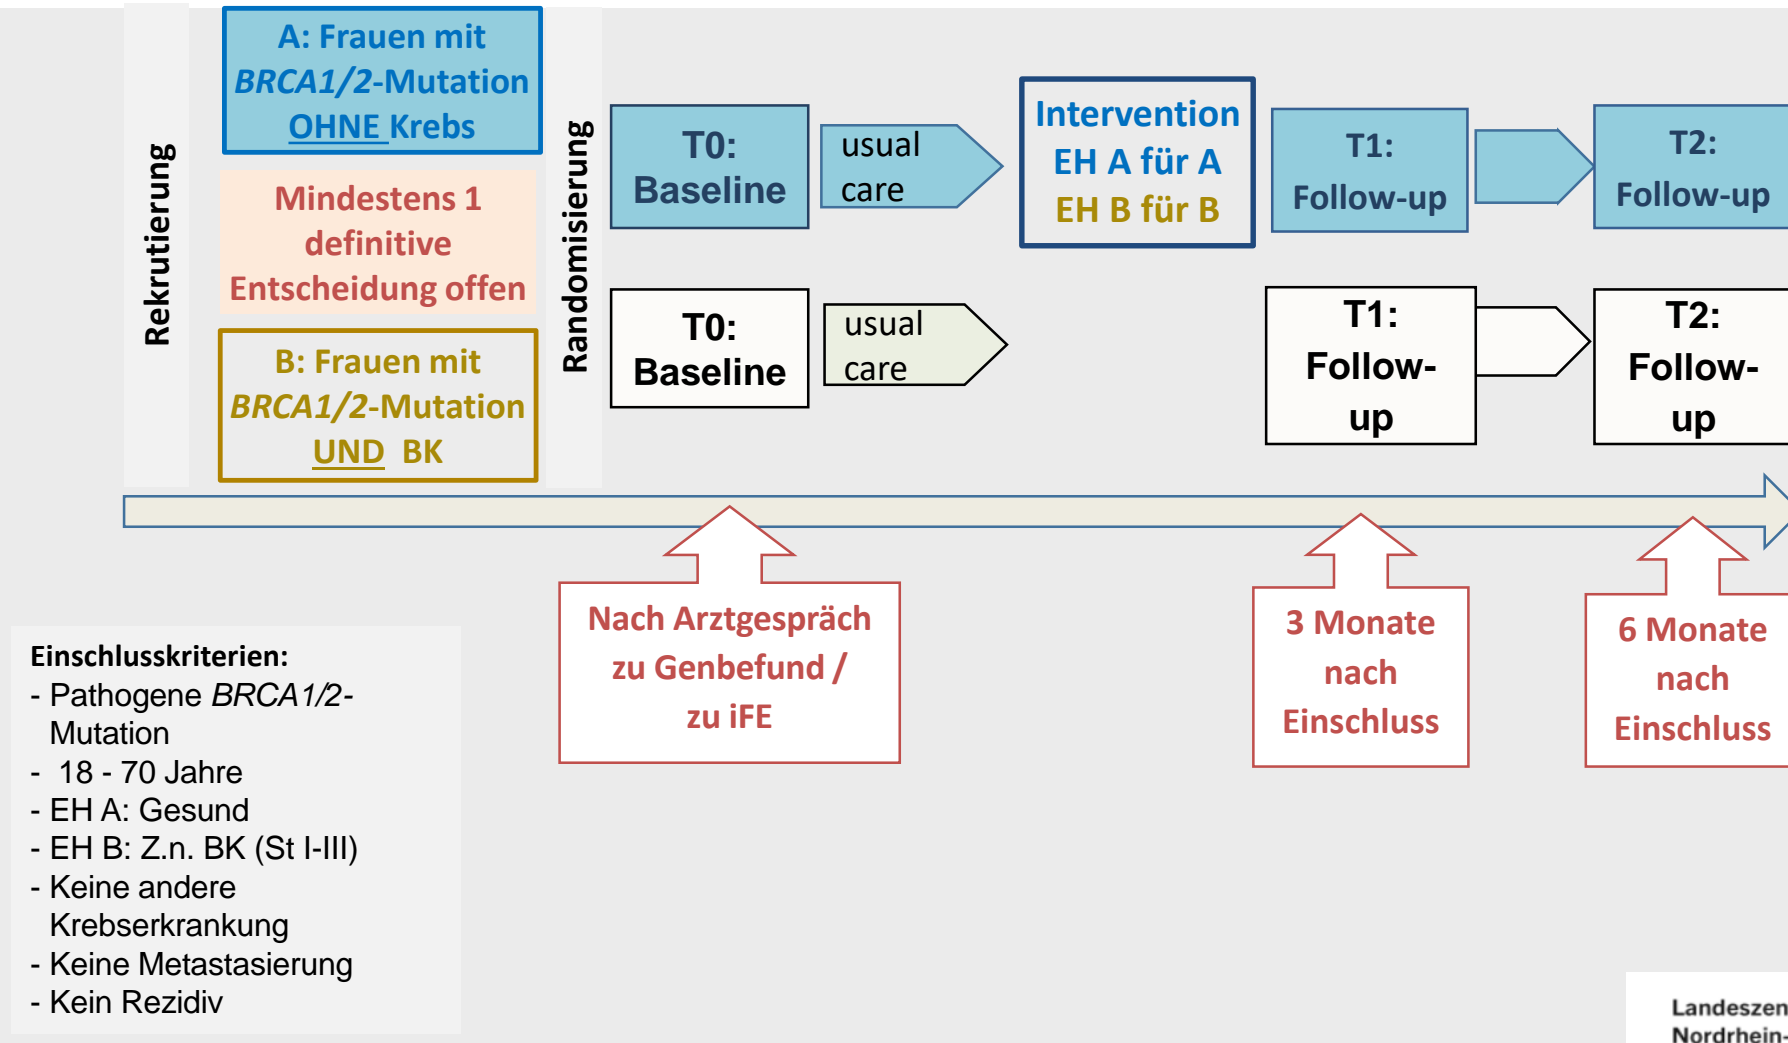 Rekrutierung
A: Frauen mit
BRCA1/2-Mutation
OHNE Krebs
Mindestens 1
definitive
Entscheidung offen
B: Frauen mit
BRCA1/2-Mutation
UND BK
Randomisierung
T0:
Baseline
usual
care
Intervention
EH A für A
EH B für B
T1:
Follow-up
T2:
Follow-up
T0:
Baseline
usual
care
T1:
Follow-
up
T2:
Follow-
up
Nach Arztgespräch
zu Genbefund /
zu iFE
3 Monate
nach
Einschluss
6 Monate
nach
Einschluss
Einschlusskriterien:
- Pathogene BRCA1/2-
Mutation
- 18 - 70 Jahre
- EH A: Gesund
- EH B: Z.n. BK (St I-III)
- Keine andere
Krebserkrankung
- Keine Metastasierung
- Kein Rezidiv
Landeszen
Nordrhein-